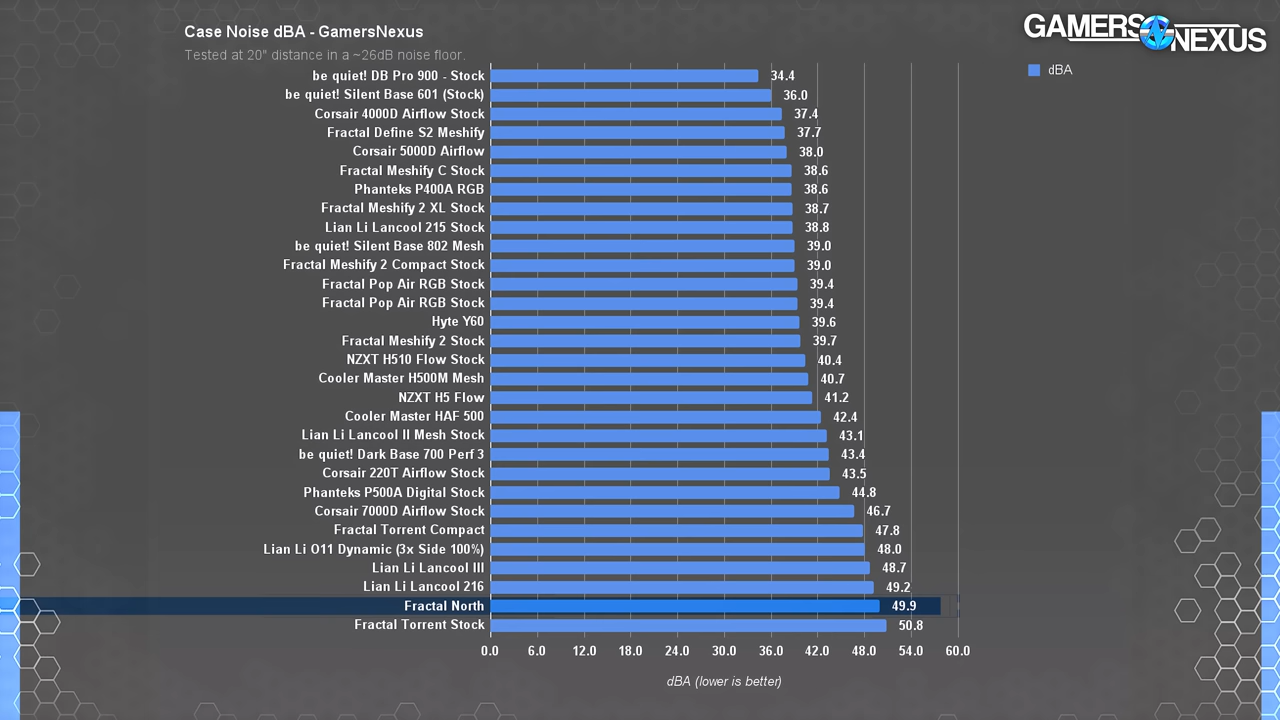 Case Noise dBA - GamersNexus
Tested at 20" distance in a ~26dB noise floor.
GAMERS NEXUS
dBA
be quiet! DB Pro 900 - Stock 34.4
be quiet! Silent Base 601 (Stock) 36.0
Corsair 4000D Airflow Stock 37.4
Fractal Define S2 Meshify 37.7
Corsair 5000D Airflow 38.0
Fractal Meshify C Stock 38.6
Phanteks P400A RGB 38.6
Fractal Meshify 2 XL Stock 38.7
Lian Li Lancool 215 Stock 38.8
be quiet! Silent Base 802 Mesh 39.0
Fractal Meshify 2 Compact Stock 39.0
Fractal Pop Air RGB Stock 39.4
Fractal Pop Air RGB Stock 39.4
Hyte Y60 39.6
Fractal Meshify 2 Stock 39.7
NZXT H510 Flow Stock 40.4
Cooler Master H500M Mesh 40.7
NZXT H5 Flow 41.2
Cooler Master HAF 500 42.4
Lian Li Lancool II Mesh Stock 43.1
be quiet! Dark Base 700 Perf 3 43.4
Corsair 220T Airflow Stock 43.5
Phanteks P500A Digital Stock 44.8
Corsair 7000D Airflow Stock 46.7
Fractal Torrent Compact 47.8
Lian Li O11 Dynamic (3x Side 100%) 48.0
Lian Li Lancool III 48.7
Lian Li Lancool 216 49.2
Fractal North 49.9
Fractal Torrent Stock 50.8
0.0 6.0 12.0 18.0 24.0 30.0 36.0 42.0 48.0 54.0 60.0
dBA (lower is better)